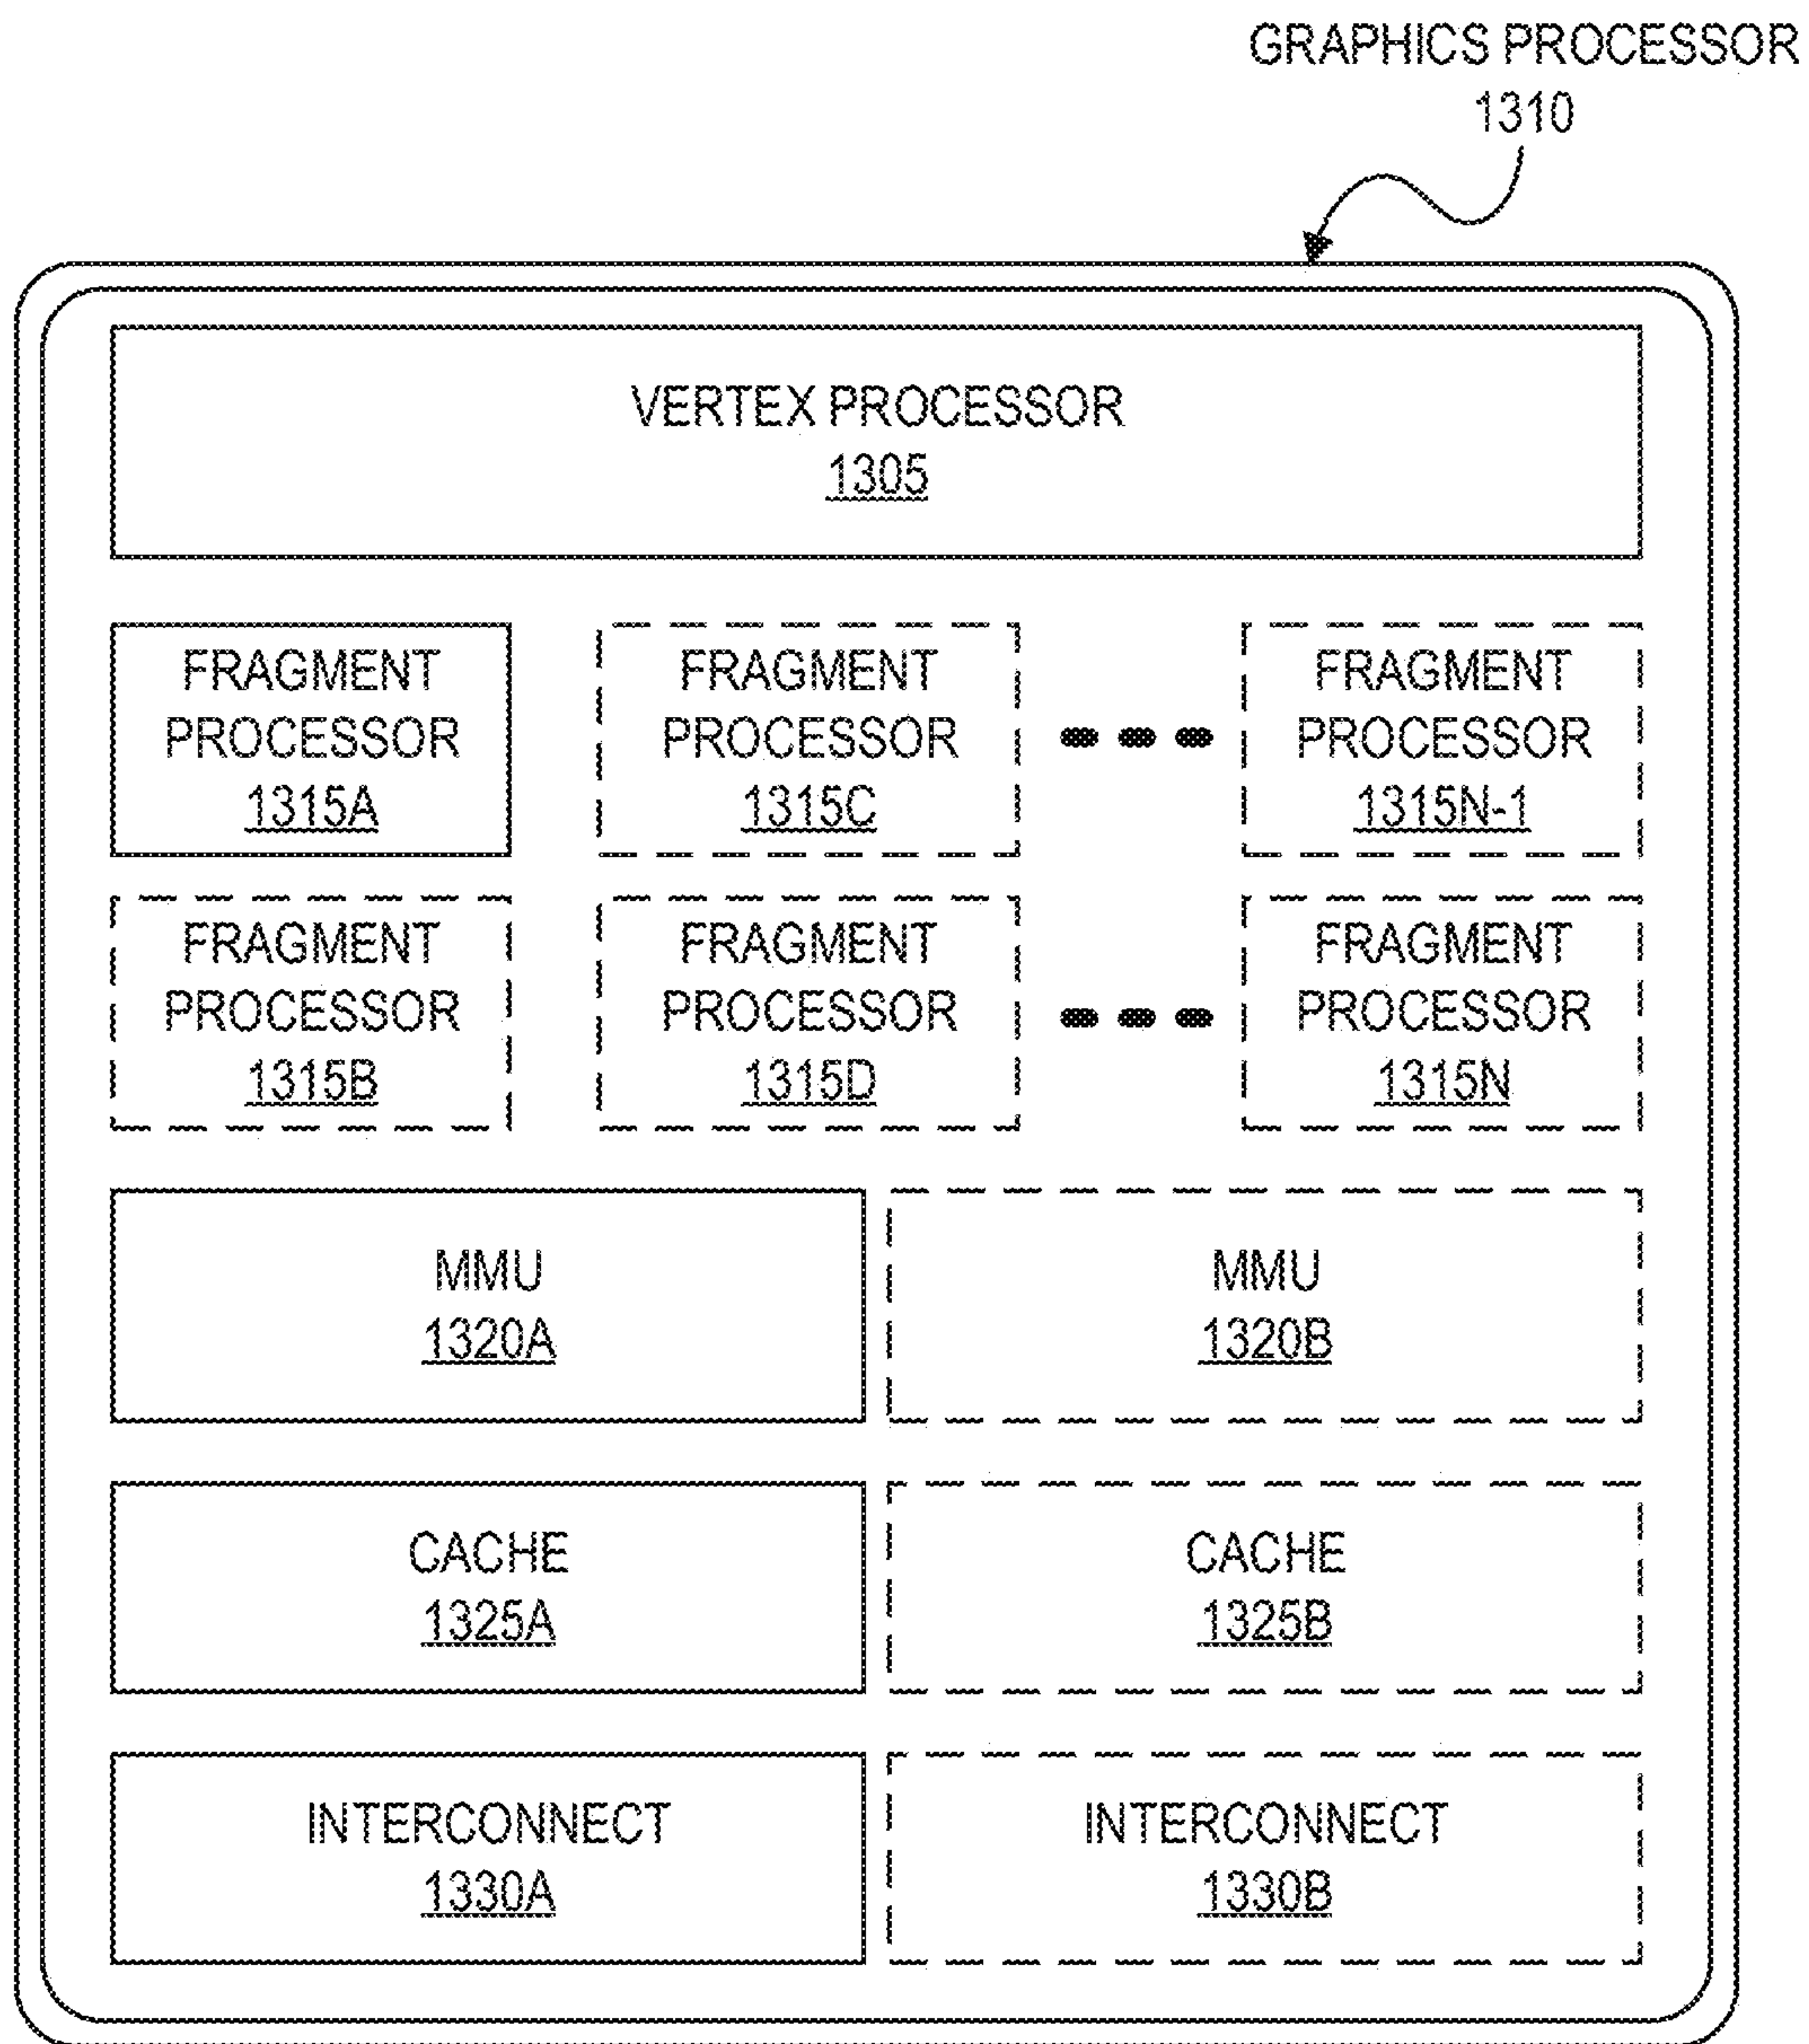 GRAPHICS PROCESSOR
1310
VERTEX PROCESSOR
1305
FRAGMENT
PROCESSOR
1315A
FRAGMENT
PROCESSOR
1315C
FRAGMENT
PROCESSOR
1315N-1
FRAGMENT
PROCESSOR
1315B
FRAGMENT
PROCESSOR
1315D
FRAGMENT
PROCESSOR
1315N
MMU
1320A
MMU
1320B
CACHE
1325A
CACHE
1325B
INTERCONNECT
1330A
INTERCONNECT
1330B